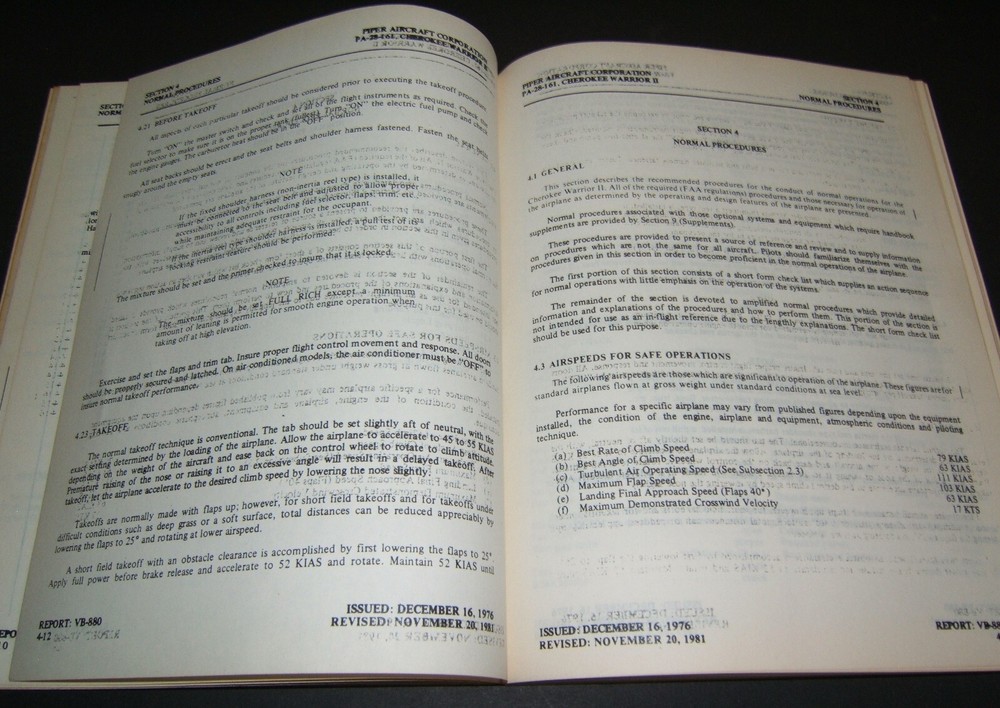 SECTI
NORM
PIPER AIRCRAFT CORPORATION
PA-28-161, CHEROKEE WARRIOR II
SECTION 4
NORMAL PROCEDURES
4.21 BEFORE TAKEOFF
All aspects of each particular takeoff should be considered prior to executing the takeoff procedure.
Turn "ON" the master switch and check and set all of the flight instruments as required. Check the
fuel selector to make sure it is on the proper tank (fullest). Turn "ON" the electric fuel pump and check
the engine gauges. The carburetor heat should be in the "OFF" position.
All seat backs should be erect and the seat belts and shoulder harness fastened. Fasten the seat belts
snugly around the empty seats.
NOTE
If the fixed shoulder harness (non-inertia reel type) is installed, it
must be connected to the seat belt and adjusted to allow proper
accessibility to all controls including fuel selector, flaps, trim, etc.,
while maintaining adequate restraint for the occupant.
If the inertia reel type shoulder harness is installed, a pull test of its
locking restraint feature should be performed.
The mixture should be set and the primer checked to insure that it is locked.
NOTE
The mixture should be set FULL RICH except a minimum
amount of leaning is permitted for smooth engine operation when
taking off at high elevation.
Exercise and set the flaps and trim tab. Insure proper flight control movement and response. All doors
should be properly secured and latched. On air conditioned models, the air conditioner must be "OFF" to
insure normal takeoff performance.
4.23 TAKEOFF
The normal takeoff technique is conventional. The tab should be set slightly aft of neutral, with the
exact setting determined by the loading of the airplane. Allow the airplane to accelerate to 45 to 55 KIAS
depending on the weight of the aircraft and ease back on the control wheel to rotate to climb attitude.
Premature raising of the nose or raising it to an excessive angle will result in a delayed takeoff. After
takeoff, let the airplane accelerate to the desired climb speed by lowering the nose slightly.
Takeoffs are normally made with flaps up; however, for short field takeoffs and for takeoffs under
difficult conditions such as deep grass or a soft surface, total distances can be reduced appreciably by
lowering the flaps to 25° and rotating at lower airspeed.
A short field takeoff with an obstacle clearance is accomplished by first lowering the flaps to 25°.
Apply full power before brake release and accelerate to 52 KIAS and rotate. Maintain 52 KIAS until
ISSUED: DECEMBER 16, 1976
REPORT: VB-880
REVISED: NOVEMBER 20, 1981
4-12
PIPER AIRCRAFT CORPORATION
PA-28-161, CHEROKEE WARRIOR II
SECTION 4
NORMAL PROCEDURES
SECTION 4
NORMAL PROCEDURES
4.1 GENERAL
This section describes the recommended procedures for the conduct of normal operations for the
Cherokee Warrior II. All of the required (FAA regulations) procedures and those necessary for operation of
the airplane as determined by the operating and design features of the airplane are presented.
Normal procedures associated with those optional systems and equipment which require handbook
supplements are provided by Section 9 (Supplements).
These procedures are provided to present a source of reference and review and to supply information
on procedures which are not the same for all aircraft. Pilots should familiarize themselves with the
procedures given in this section in order to become proficient in the normal operations of the airplane.
The first portion of this section consists of a short form check list which supplies an action sequence
for normal operations with little emphasis on the operation of the systems.
The remainder of the section is devoted to amplified normal procedures which provide detailed
information and explanations of the procedures and how to perform them. This portion of the section is
not intended for use as an in-flight reference due to the lengthly explanations. The short form check list
should be used for this purpose.
4.3 AIRSPEEDS FOR SAFE OPERATIONS
The following airspeeds are those which are significant to operation of the airplane. These figures are for
standard airplanes flown at gross weight under standard conditions at sea level.
Performance for a specific airplane may vary from published figures depending upon the equipment
installed, the condition of the engine, airplane and equipment, atmospheric conditions and piloting
technique.
(a) Best Rate of Climb Speed 79 KIAS
(b) Best Angle of Climb Speed 63 KIAS
(c) Turbulent Air Operating Speed (See Subsection 2.3) 111 KIAS
(d) Maximum Flap Speed 103 KIAS
(e) Landing Final Approach Speed (Flaps 40°) 63 KIAS
(f) Maximum Demonstrated Crosswind Velocity 17 KTS
ISSUED: DECEMBER 16, 1976
REVISED: NOVEMBER 20, 1981
REPORT: VB-88